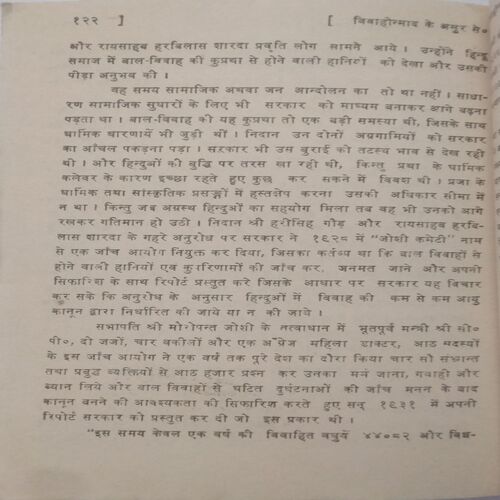 १२२ ] [ विवाहोन्माद के असुर से०
और रायसाहब हरबिलास शारदा प्रवृति लोग सामने आये । उन्होंने हिन्दू
समाज में बाल-विवाह की कुप्रथा से होने वाली हानियों को देखा और उसकी
पीड़ा अनुभव की ।
वह समय सामाजिक अथवा जन आन्दोलन का तो था नहीं । साधा-
रण सामाजिक सुधारों के लिए भी सरकार को माध्यम बनाकर आगे बढ़ना
पड़ता था । बाल-विवाह की यह कुप्रथा तो एक बड़ी समस्या थी, जिसके साथ
धार्मिक धारणायें भी जुड़ी थीं । निदान उन दोनों अग्रगामियों को सरकार
का आँचल पकड़ना पड़ा । सरकार भी उस बुराई को तटस्थ भाव से देख रही
थी । और हिन्दुओं की बुद्धि पर तरस खा रही थी, किन्तु प्रथा के धार्मिक
कलेवर के कारण इच्छा रहते हुए कुछ कर सकने में विवश थी । प्रजा के
धार्मिक तथा सांस्कृतिक प्रसङ्गों में हस्तक्षेप करना उसकी अधिकार सीमा में
न था । किन्तु जब अग्रस्थ हिन्दुओं का सहयोग मिला तब वह भी उनको आगे
रखकर गतिमान हो उठी । निदान श्री हरीसिंह गौड़ और रायसाहब हरबि-
लास शारदा के गहरे अनुरोध पर सरकार ने १९२८ में "जोशी कमेटी" नाम
से एक जाँच आयोग नियुक्त कर दिया, जिसका कर्तव्य था कि बाल विवाहों से
होने वाली हानियों एवं कुपरिणामों की जाँच कर, जनमत जाने और अपनी
सिफारिश के साथ रिपोर्ट प्रस्तुत करे जिसके आधार पर सरकार यह विचार
कर सके कि अनुरोध के अनुसार हिन्दुओं में विवाह की कम से कम आयु
कानून द्वारा निर्धारित की जाये या न की जाये ।
सभापति श्री मोरोपन्त जोशी के तत्वाधान में भूतपूर्व मन्त्री श्री सी०
पी०, दो जजों, चार वकीलों और एक अंग्रेज महिला डाक्टर, आठ सदस्यों
के इस जाँच आयोग ने एक वर्ष तक पूरे देश का दौरा किया चार सौ संभ्रान्त
तथा प्रबुद्ध व्यक्तियों से आठ हजार प्रश्न कर उनका मत जाना, गवाही और
ब्यान लिये और बाल विवाहों से घटित दुर्घटनाओं की जाँच मनन के बाद
कानून बनने की आवश्यकता की सिफारिश करते हुए सन् १९३१ में अपनी
रिपोर्ट सरकार को प्रस्तुत कर दी जो इस प्रकार थी ।
"इस समय केवल एक वर्ष की विवाहित वधुयें ४४०८२ और विध-